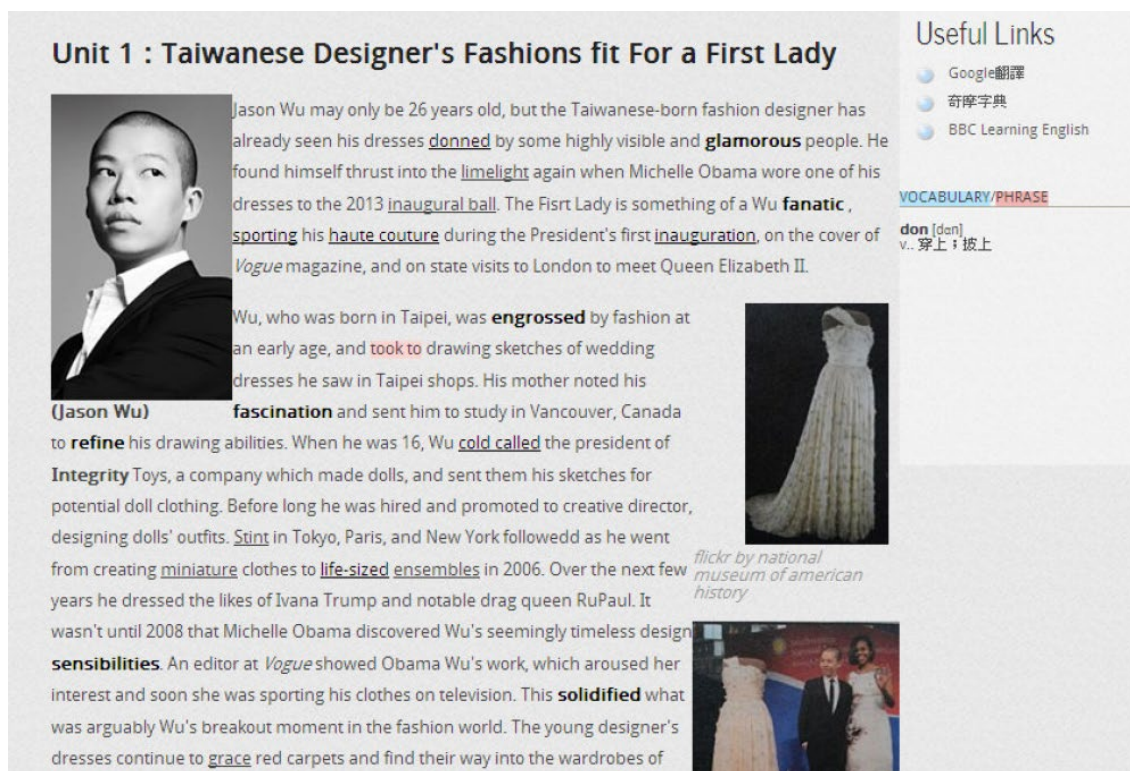 Unit 1 : Taiwanese Designer's Fashions fit For a First Lady
Jason Wu may only be 26 years old, but the Taiwanese-born fashion designer has
already seen his dresses donned by some highly visible and glamorous people. He
found himself thrust into the limelight again when Michelle Obama wore one of his
dresses to the 2013 inaugural ball. The Fisrt Lady is something of a Wu fanatic ,
sporting his haute couture during the President's first inauguration, on the cover of
Vogue magazine, and on state visits to London to meet Queen Elizabeth II.
Wu, who was born in Taipei, was engrossed by fashion at
an early age, and took to drawing sketches of wedding
dresses he saw in Taipei shops. His mother noted his
(Jason Wu)
fascination and sent him to study in Vancouver, Canada
to refine his drawing abilities. When he was 16, Wu cold called the president of
Integrity Toys, a company which made dolls, and sent them his sketches for
potential doll clothing. Before long he was hired and promoted to creative director,
designing dolls' outfits. Stint in Tokyo, Paris, and New York followedd as he went
from creating miniature clothes to life-sized ensembles in 2006. Over the next few
years he dressed the likes of Ivana Trump and notable drag queen RuPaul. It
wasn't until 2008 that Michelle Obama discovered Wu's seemingly timeless design
sensibilities. An editor at Vogue showed Obama Wu's work, which aroused her
interest and soon she was sporting his clothes on television. This solidified what
was arguably Wu's breakout moment in the fashion world. The young designer's
dresses continue to grace red carpets and find their way into the wardrobes of
flickr by national
museum of american
history
Useful Links
Google翻譯
奇摩字典
BBC Learning English
VOCABULARY/PHRASE
don [dɑn]
v.. 穿上；披上